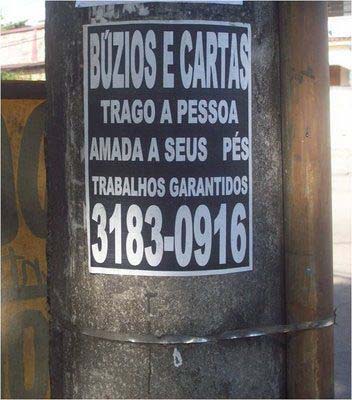 BÚZIOS E CARTAS
TRAGO A PESSOA
AMADA A SEUS PÉS
TRABALHOS GARANTIDOS
3183-0916